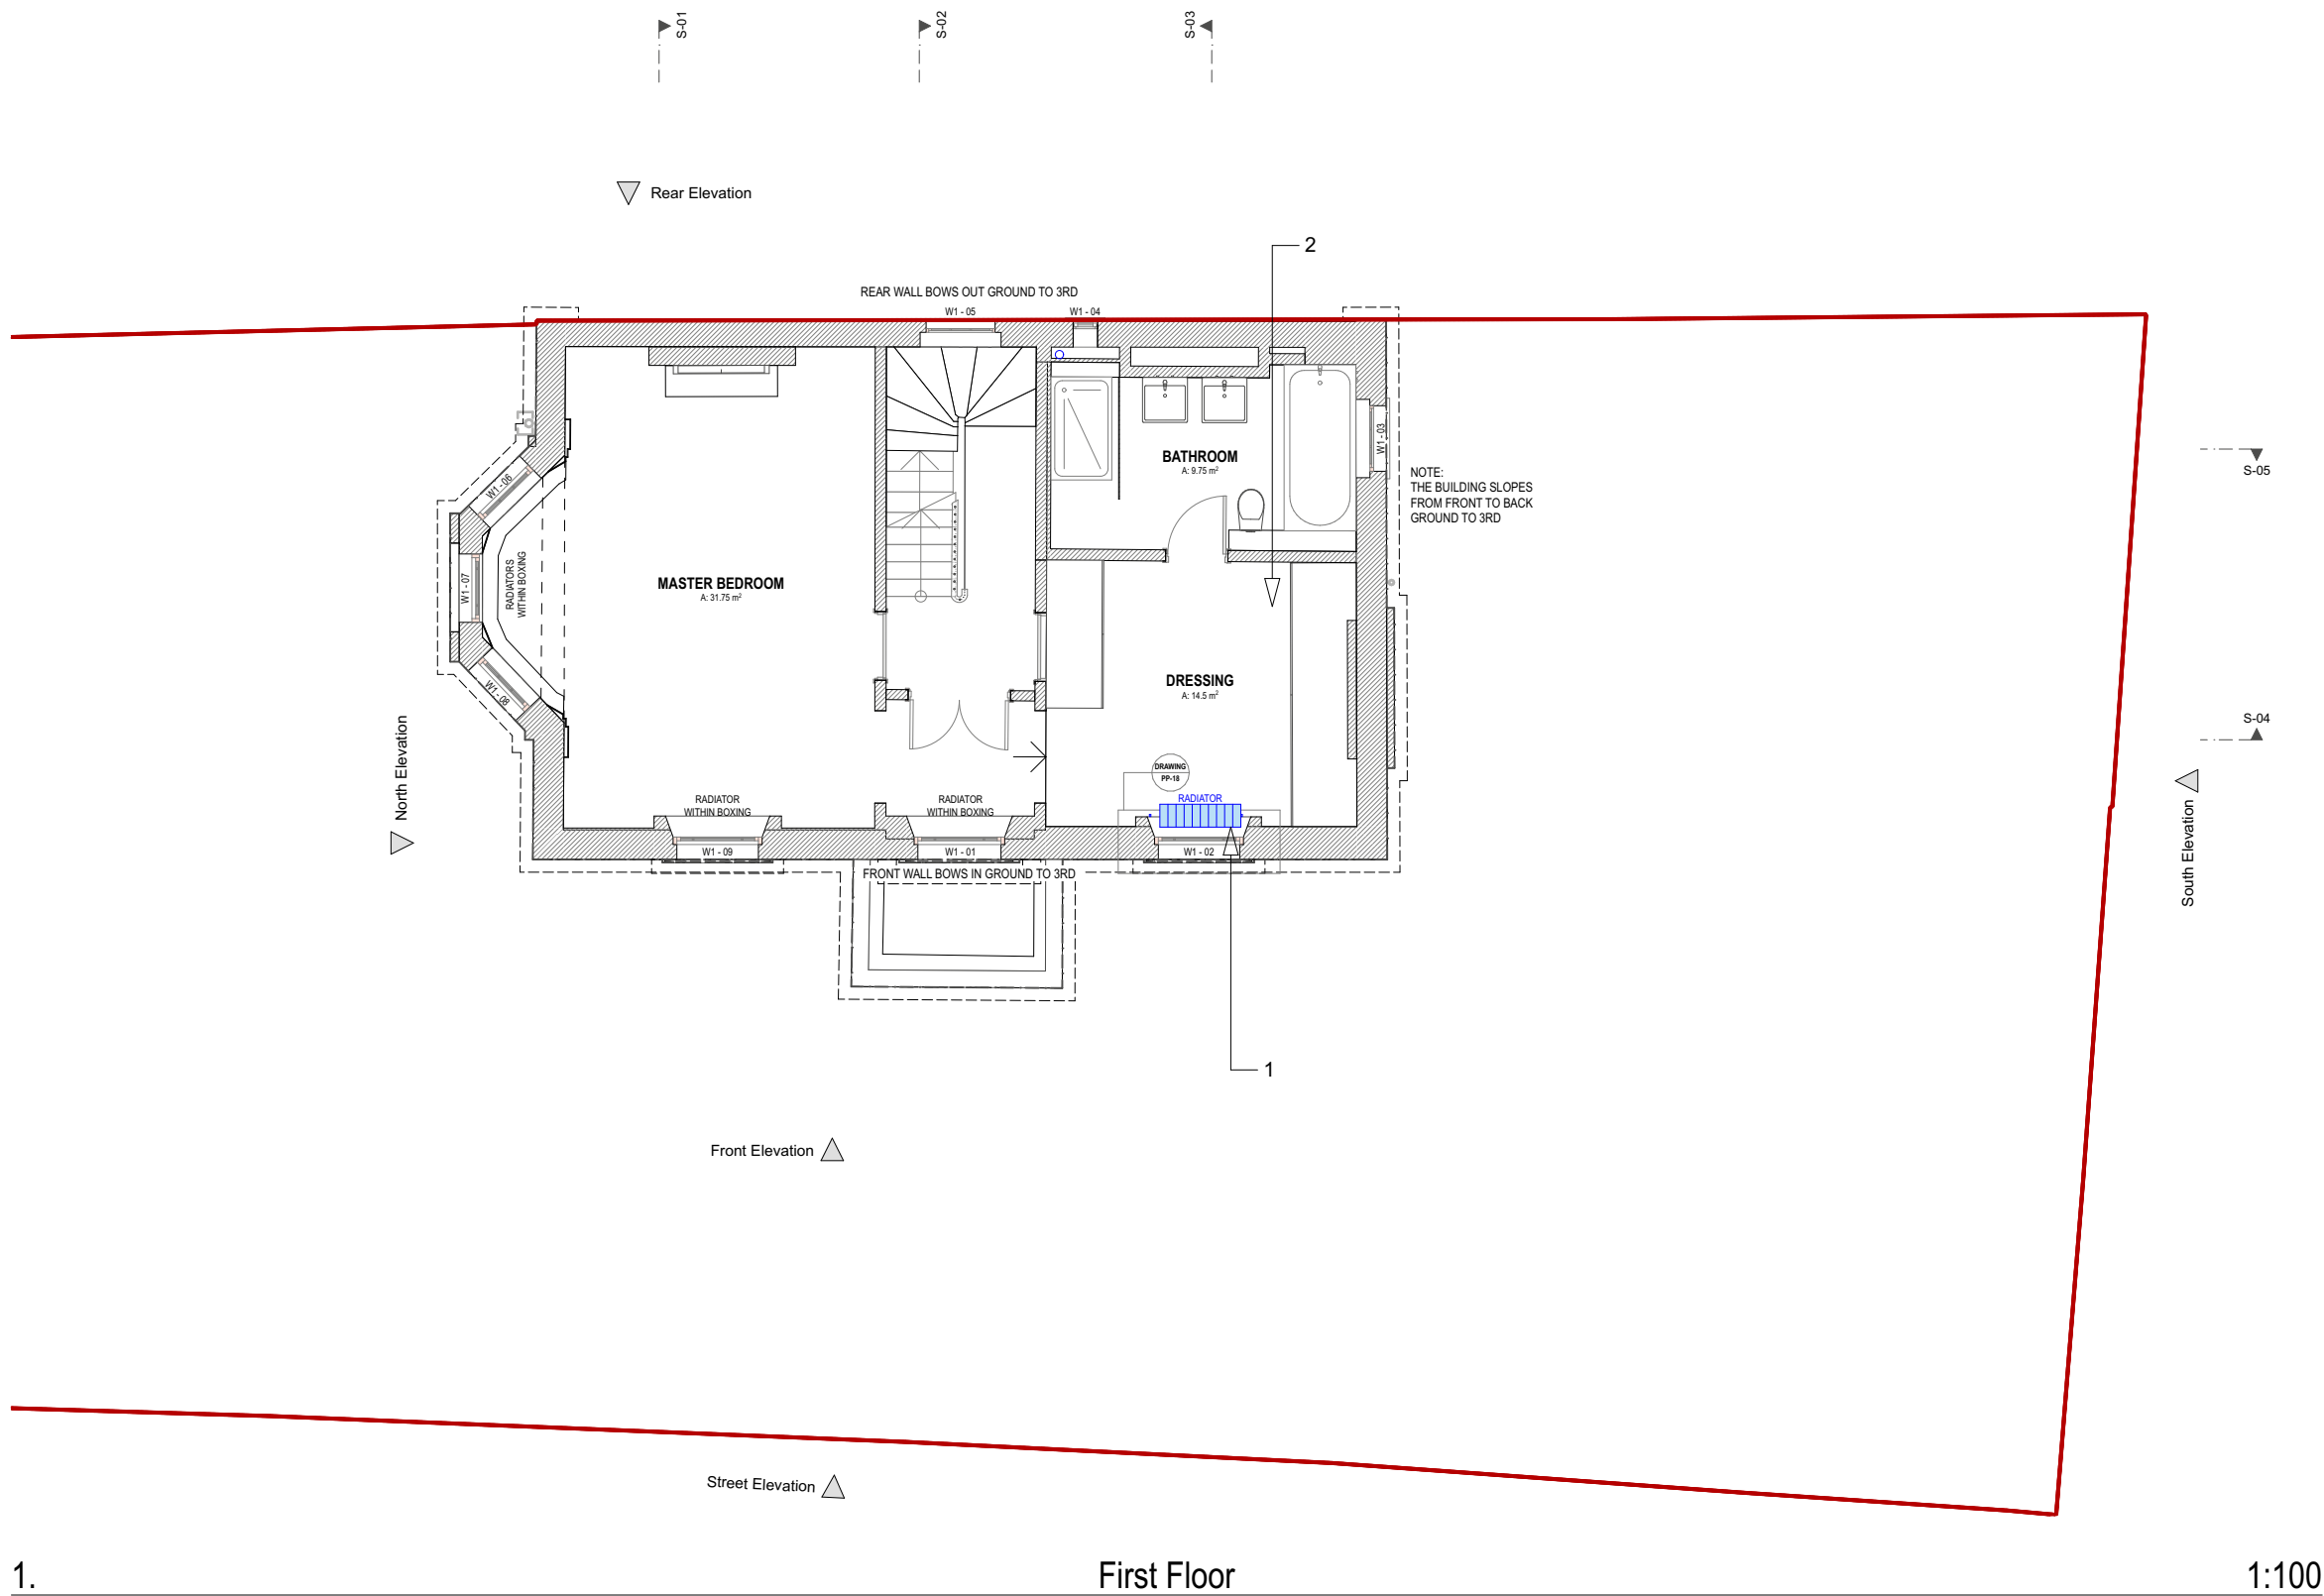 S-01
S-02
S-03
Rear Elevation
2
REAR WALL BOWS OUT GROUND TO 3RD
W1 - 05
W1 - 04
W1 - 03
BATHROOM
A: 9.75 m²
NOTE:
THE BUILDING SLOPES
FROM FRONT TO BACK
GROUND TO 3RD
S-05
W1 - 06
W1 - 07
RADIATORS
WITHIN BOXING
W1 - 08
MASTER BEDROOM
A: 31.75 m²
DRESSING
A: 14.5 m²
S-04
North Elevation
South Elevation
DRAWING
PP-18
RADIATOR
WITHIN BOXING
RADIATOR
WITHIN BOXING
RADIATOR
W1 - 09
W1 - 01
W1 - 02
FRONT WALL BOWS IN GROUND TO 3RD
1
Front Elevation
Street Elevation
1.
First Floor
1:100